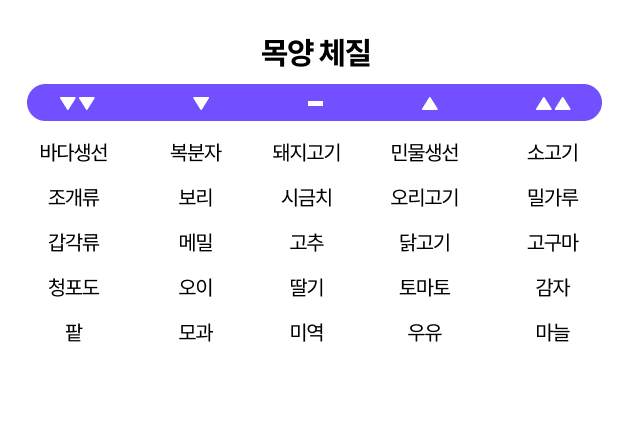 목양 체질
▼▼ ▼ ━ ▲ ▲▲
바다생선 복분자 돼지고기 민물생선 소고기
조개류 보리 시금치 오리고기 밀가루
갑각류 메밀 고추 닭고기 고구마
청포도 오이 딸기 토마토 감자
팥 모과 미역 우유 마늘